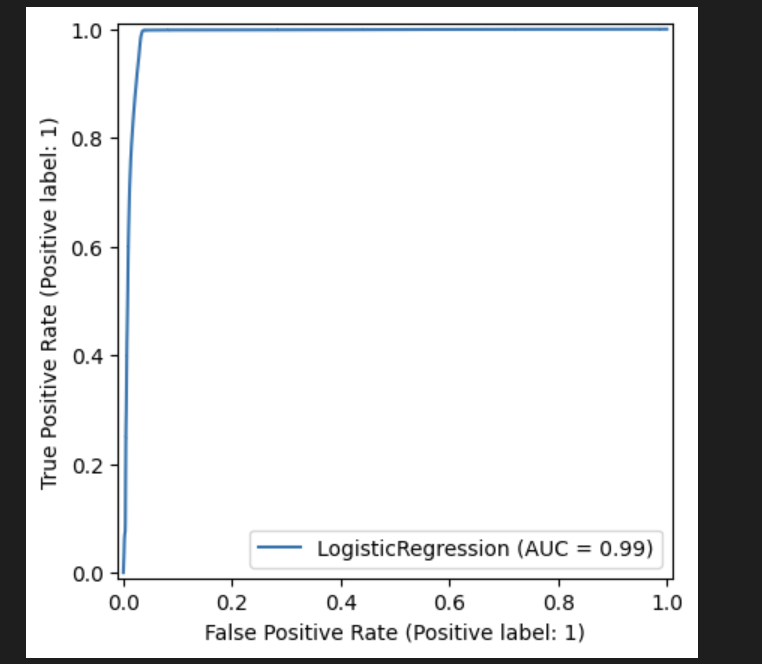 1.0
0.8
0.6
0.4
0.2
0.0
True Positive Rate (Positive label: 1)
LogisticRegression (AUC = 0.99)
0.0 0.2 0.4 0.6 0.8 1.0
False Positive Rate (Positive label: 1)